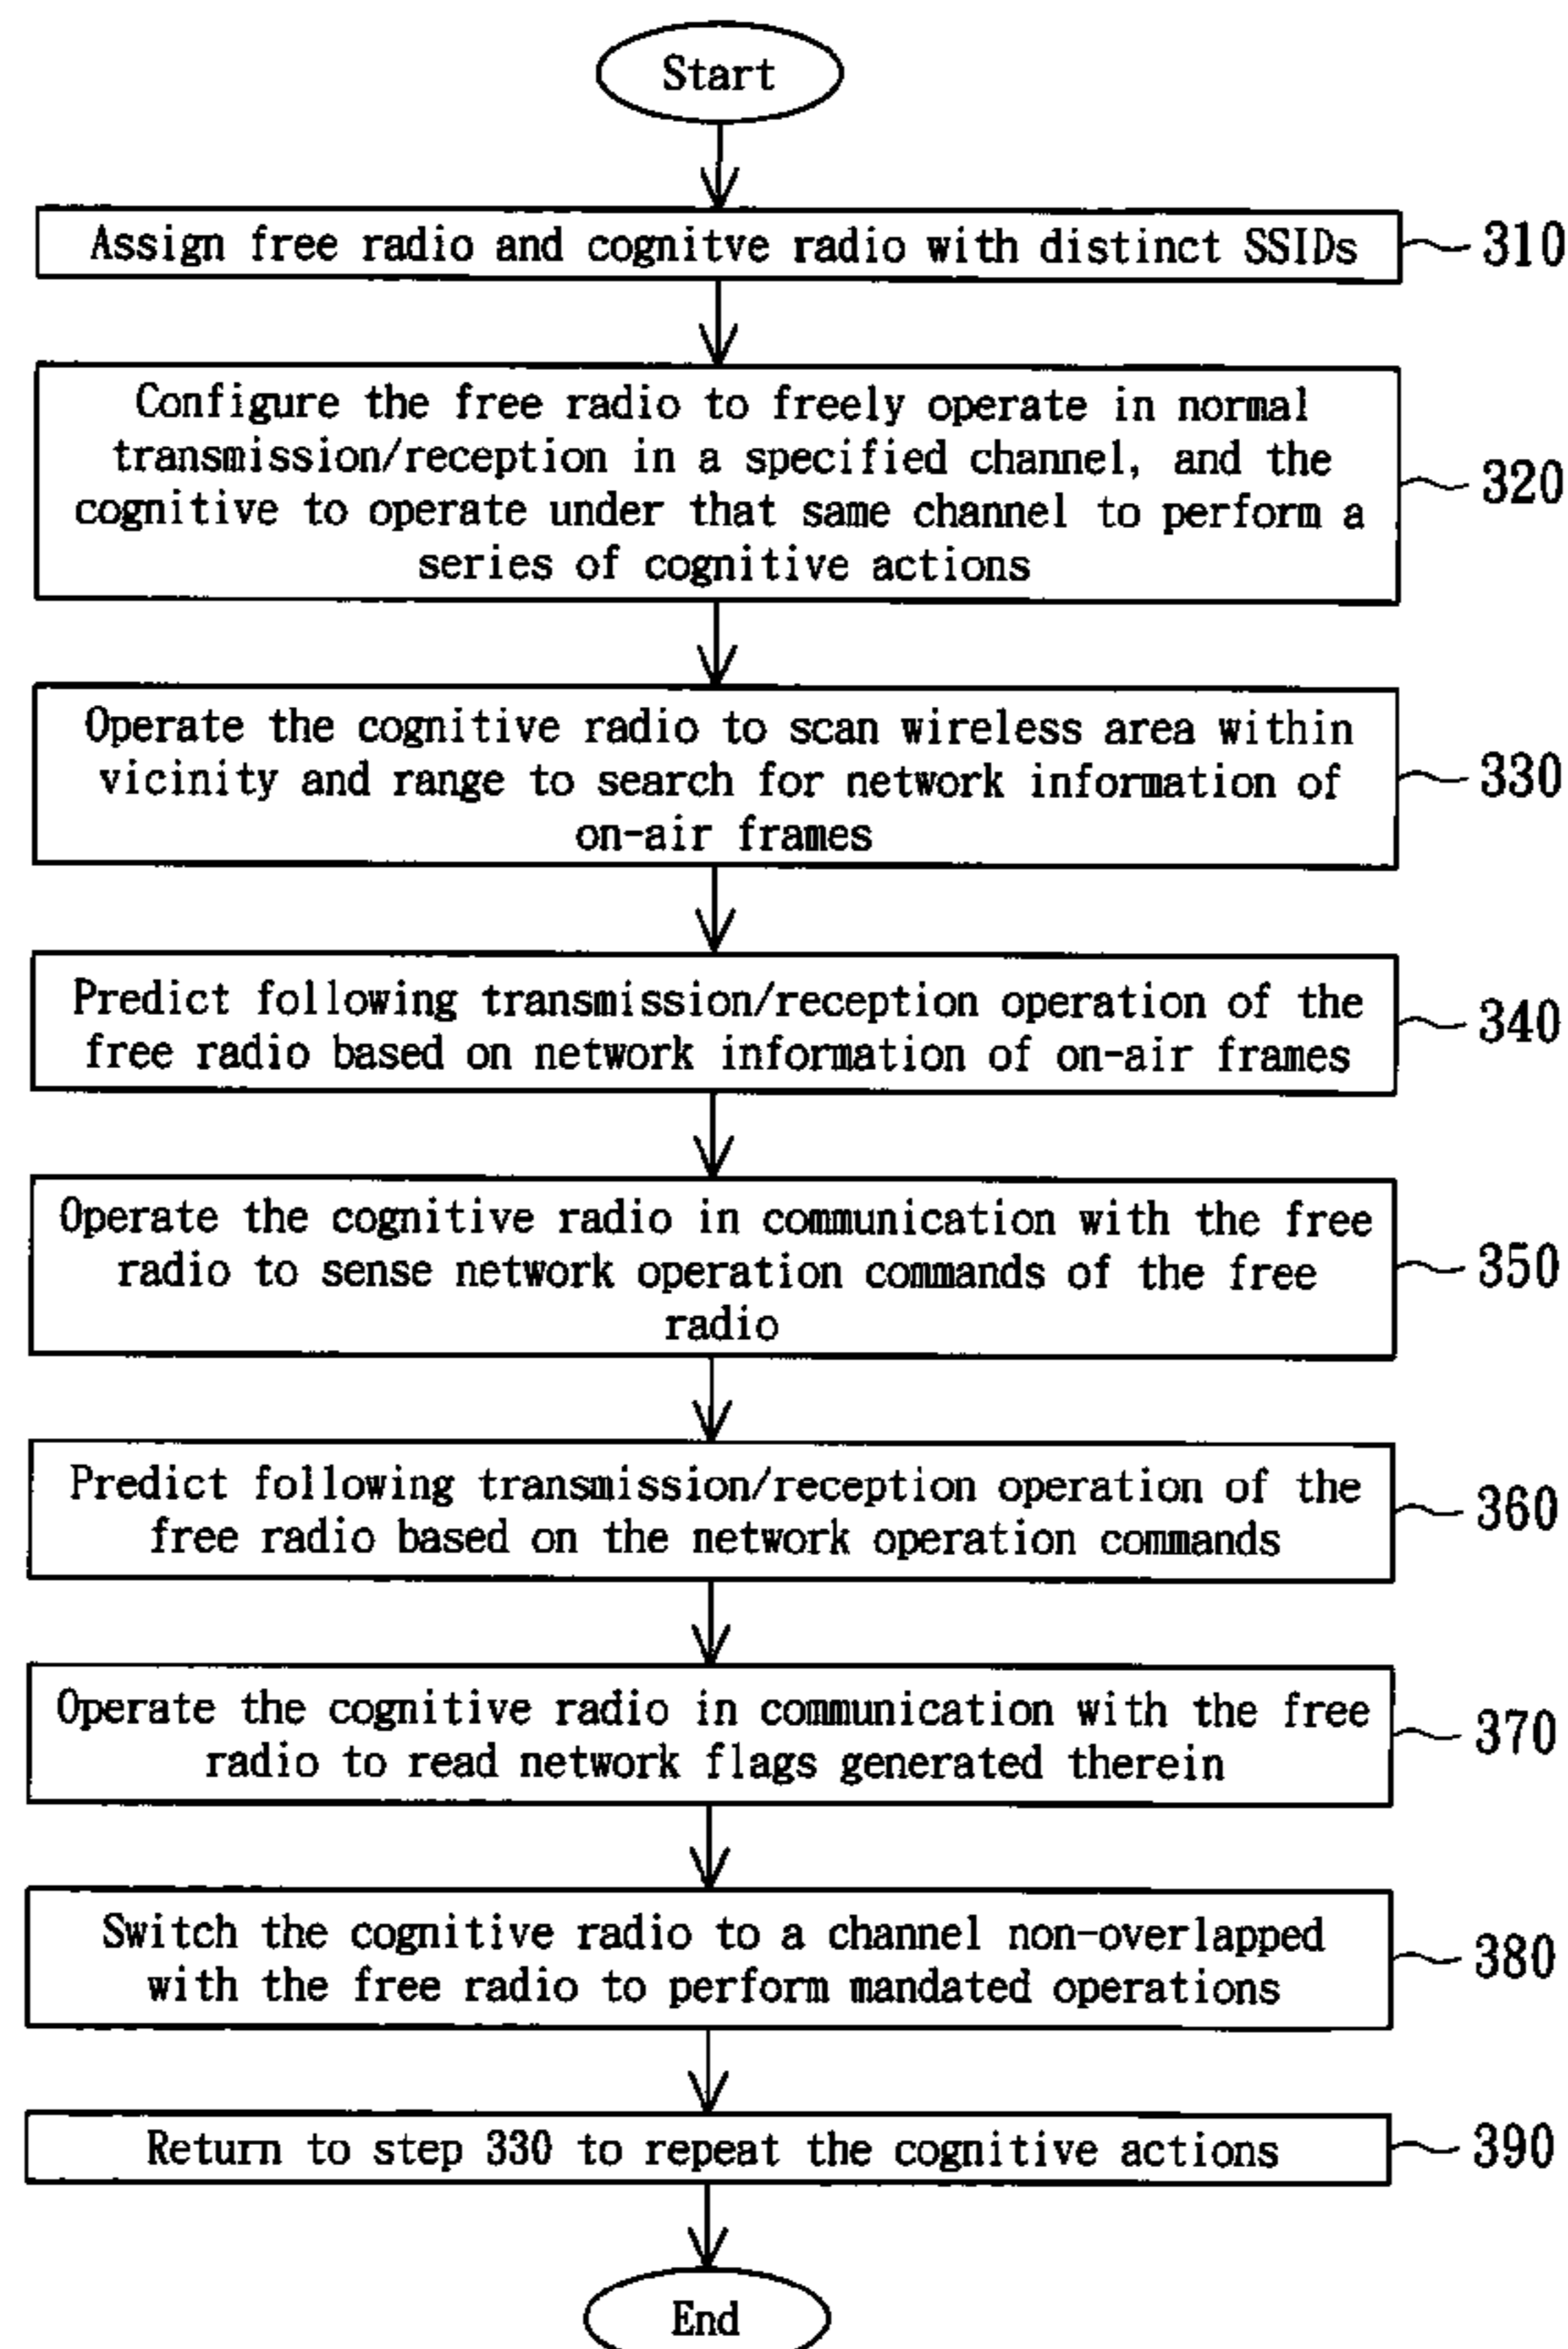 Start
Assign free radio and cognitve radio with distinct SSIDs
310
Configure the free radio to freely operate in normal
transmission/reception in a specified channel, and the
cognitive to operate under that same channel to perform a
series of cognitive actions
320
Operate the cognitive radio to scan wireless area within
vicinity and range to search for network information of
on-air frames
330
Predict following transmission/reception operation of the
free radio based on network information of on-air frames
340
Operate the cognitive radio in communication with the free
radio to sense network operation commands of the free
radio
350
Predict following transmission/reception operation of the
free radio based on the network operation commands
360
Operate the cognitive radio in communication with the free
radio to read network flags generated therein
370
Switch the cognitive radio to a channel non-overlapped
with the free radio to perform mandated operations
380
Return to step 330 to repeat the cognitive actions
390
End